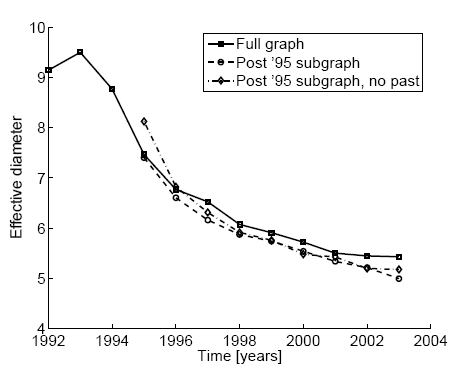 10
Full graph
Post '95 subgraph
Post '95 subgraph, no past
9
8
7
6
5
4
Effective diameter
1992 1994 1996 1998 2000 2002 2004
Time [years]